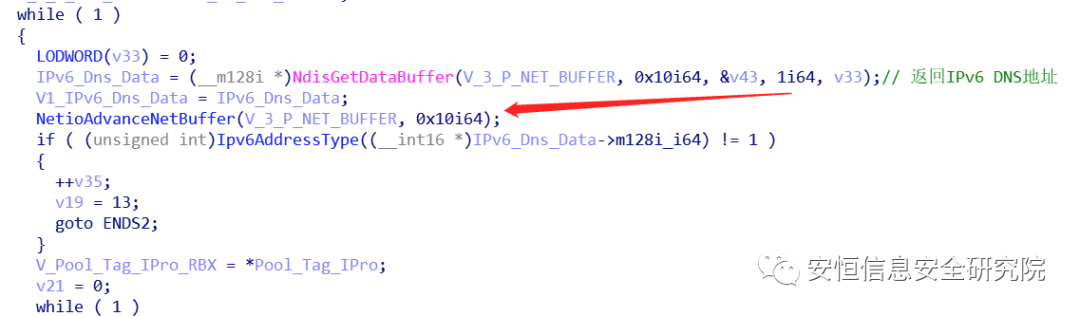 while ( 1 )
{
LODWORD(v33) = 0;
IPv6_Dns_Data = (__m128i *)NdisGetDataBuffer(V_3_P_NET_BUFFER, 0x10i64, &v43, 1i64, v33);// 返回IPv6 DNS地址
V1_IPv6_Dns_Data = IPv6_Dns_Data;
NetioAdvanceNetBuffer(V_3_P_NET_BUFFER, 0x10i64);
if ( (unsigned int)Ipv6AddressType((__int16 *)IPv6_Dns_Data->m128i_i64) != 1 )
{
++v35;
v19 = 13;
goto ENDS2;
}
V_Pool_Tag_IPro_RBX = *Pool_Tag_IPro;
v21 = 0;
while ( 1 )
安恒信息安全研究院